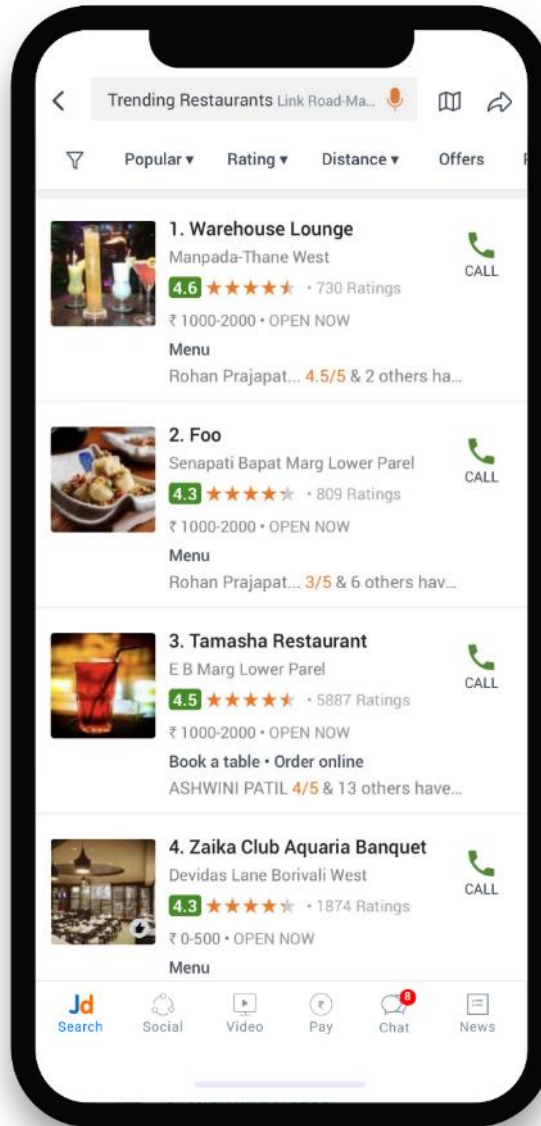 Trending Restaurants Link Road-Ma...
Popular ▾ Rating ▾ Distance ▾ Offers
1. Warehouse Lounge
CALL
Manpada-Thane West
4.6 ★★★★★ • 730 Ratings
₹ 1000-2000 • OPEN NOW
Menu
Rohan Prajapat... 4.5/5 & 2 others ha...
2. Foo
CALL
Senapati Bapat Marg Lower Parel
4.3 ★★★★★ • 809 Ratings
₹ 1000-2000 • OPEN NOW
Menu
Rohan Prajapat... 3/5 & 6 others hav...
3. Tamasha Restaurant
CALL
E B Marg Lower Parel
4.5 ★★★★★ • 5887 Ratings
₹ 1000-2000 • OPEN NOW
Book a table • Order online
ASHWINI PATIL 4/5 & 13 others have...
4. Zaika Club Aquaria Banquet
CALL
Devidas Lane Borivali West
4.3 ★★★★★ • 1874 Ratings
₹ 0-500 • OPEN NOW
Menu
Jd ₹ 8
Search Social Video Pay Chat News